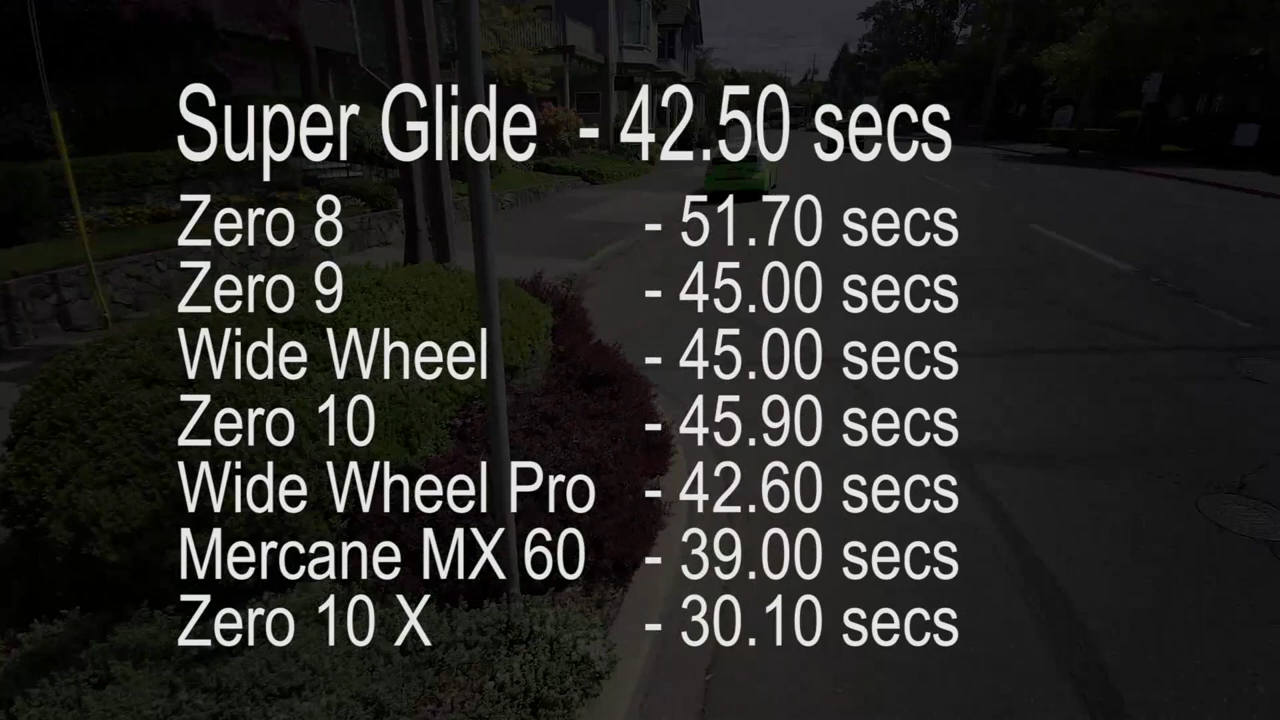 Super Glide - 42.50 secs
Zero 8 - 51.70 secs
Zero 9 - 45.00 secs
Wide Wheel - 45.00 secs
Zero 10 - 45.90 secs
Wide Wheel Pro - 42.60 secs
Mercane MX 60 - 39.00 secs
Zero 10 X - 30.10 secs